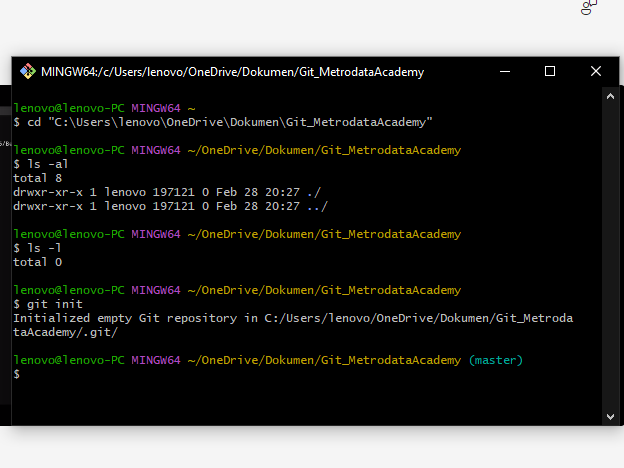 MINGW64:/c/Users/lenovo/OneDrive/Dokumen/Git_MetrodataAcademy
lenovo@lenovo-PC MINGW64 ~
$ cd "C:\Users\lenovo\OneDrive\Dokumen\Git_MetrodataAcademy"
lenovo@lenovo-PC MINGW64 ~/OneDrive/Dokumen/Git_MetrodataAcademy
$ ls -al
total 8
drwxr-xr-x 1 lenovo 197121 0 Feb 28 20:27 ./
drwxr-xr-x 1 lenovo 197121 0 Feb 28 20:27 ../
lenovo@lenovo-PC MINGW64 ~/OneDrive/Dokumen/Git_MetrodataAcademy
$ ls -l
total 0
lenovo@lenovo-PC MINGW64 ~/OneDrive/Dokumen/Git_MetrodataAcademy
$ git init
Initialized empty Git repository in C:/Users/lenovo/OneDrive/Dokumen/Git_Metroda
taAcademy/.git/
lenovo@lenovo-PC MINGW64 ~/OneDrive/Dokumen/Git_MetrodataAcademy (master)
$